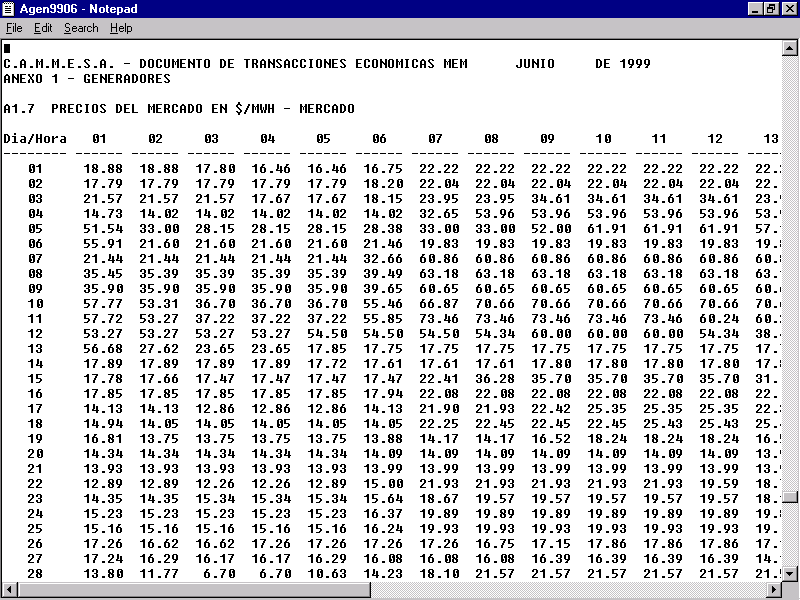 Agen9906 - Notepad
File Edit Search Help
C.A.M.M.E.S.A. - DOCUMENTO DE TRANSACCIONES ECONOMICAS MEM JUNIO DE 1999
ANEXO 1 - GENERADORES
A1.7 PRECIOS DEL MERCADO EN $/MWH - MERCADO
Dia/Hora 01 02 03 04 05 06 07 08 09 10 11 12 13
01 18.88 18.88 17.80 16.46 16.46 16.75 22.22 22.22 22.22 22.22 22.22 22.22 22.
02 17.79 17.79 17.79 17.79 17.79 18.20 22.04 22.04 22.04 22.04 22.04 22.04 22.
03 21.57 21.57 21.57 17.67 17.67 18.15 23.95 23.95 34.61 34.61 34.61 34.61 23.
04 14.73 14.02 14.02 14.02 14.02 14.02 32.65 53.96 53.96 53.96 53.96 53.96 53.
05 51.54 33.00 28.15 28.15 28.15 28.38 33.00 33.00 52.00 61.91 61.91 61.91 57.
06 55.91 21.60 21.60 21.60 21.60 21.46 19.83 19.83 19.83 19.83 19.83 19.83 19.
07 21.44 21.44 21.44 21.44 21.44 32.66 60.86 60.86 60.86 60.86 60.86 60.86 60.
08 35.45 35.39 35.39 35.39 35.39 39.49 63.18 63.18 63.18 63.18 63.18 63.18 63.
09 35.90 35.90 35.90 35.90 35.90 39.65 60.65 60.65 60.65 60.65 60.65 60.65 60.
10 57.77 53.31 36.70 36.70 36.70 55.46 66.87 70.66 70.66 70.66 70.66 70.66 70.
11 57.72 53.27 37.22 37.22 37.22 55.85 73.46 73.46 73.46 73.46 73.46 60.24 60.
12 53.27 53.27 53.27 53.27 54.50 54.50 54.50 54.34 60.00 60.00 60.00 54.34 38.
13 56.68 27.62 23.65 23.65 17.85 17.75 17.75 17.75 17.75 17.75 17.75 17.75 17.
14 17.89 17.89 17.89 17.89 17.72 17.61 17.61 17.61 17.80 17.80 17.80 17.80 17.
15 17.78 17.66 17.47 17.47 17.47 17.47 22.41 36.28 35.70 35.70 35.70 35.70 31.
16 17.85 17.85 17.85 17.85 17.85 17.94 22.08 22.08 22.08 22.08 22.08 22.08 22.
17 14.13 14.13 12.86 12.86 12.86 14.13 21.90 21.93 22.42 25.35 25.35 25.35 22.
18 14.94 14.05 14.05 14.05 14.05 14.05 22.25 22.45 22.45 22.45 25.43 25.43 25.
19 16.81 13.75 13.75 13.75 13.75 13.88 14.17 14.17 16.52 18.24 18.24 18.24 16.
20 14.34 14.34 14.34 14.34 14.34 14.09 14.09 14.09 14.09 14.09 14.09 14.09 13.
21 13.93 13.93 13.93 13.93 13.93 13.99 13.99 13.99 13.99 13.99 13.99 13.99 13.
22 12.89 12.89 12.26 12.26 12.89 15.00 21.93 21.93 21.93 21.93 21.93 19.59 18.
23 14.35 14.35 15.34 15.34 15.34 15.64 18.67 19.57 19.57 19.57 19.57 19.57 18.
24 15.23 15.23 15.23 15.23 15.23 16.37 19.89 19.89 19.89 19.89 19.89 19.89 19.
25 15.16 15.16 15.16 15.16 15.16 16.24 19.93 19.93 19.93 19.93 19.93 19.93 19.
26 17.26 16.62 16.62 17.26 17.26 17.26 17.26 16.75 17.15 17.86 17.86 17.86 17.
27 17.24 16.29 16.17 16.17 16.29 16.08 16.08 16.08 16.39 16.39 16.39 16.39 14.
28 13.80 11.77 6.70 6.70 10.63 14.23 18.10 21.57 21.57 21.57 21.57 21.57 21.